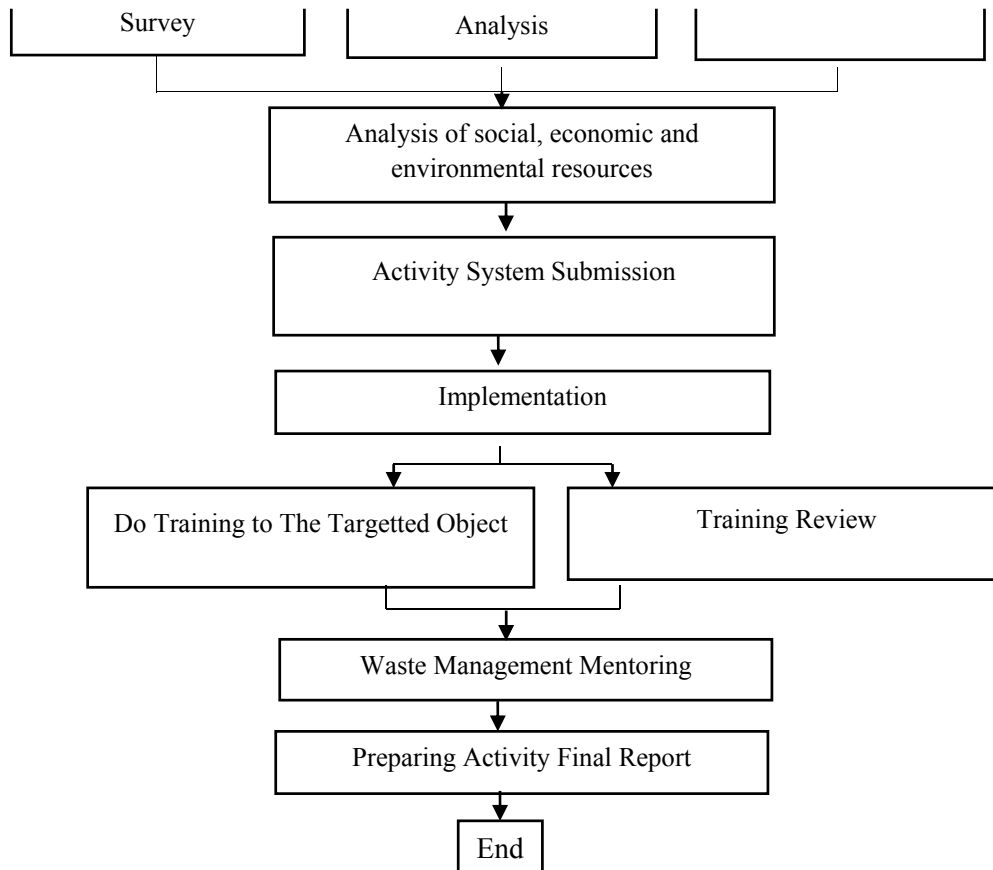 Survey
Analysis
Analysis of social, economic and
environmental resources
Activity System Submission
Implementation
Do Training to The Targetted Object
Training Review
Waste Management Mentoring
Preparing Activity Final Report
End